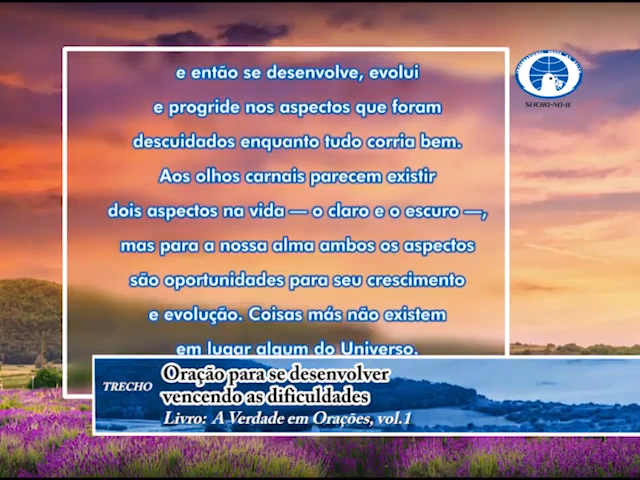 e então se desenvolve, evolui
e progride nos aspectos que foram
descuidados enquanto tudo corria bem.
Aos olhos carnais parecem existir
dois aspectos na vida — o claro e o escuro —,
mas para a nossa alma ambos os aspectos
são oportunidades para seu crescimento
e evolução. Coisas más não existem
em lugar algum do Universo.
SEICHO-NO-IE
TRECHO
Oração para se desenvolver
vencendo as dificuldades
Livro: A Verdade em Orações, vol.1